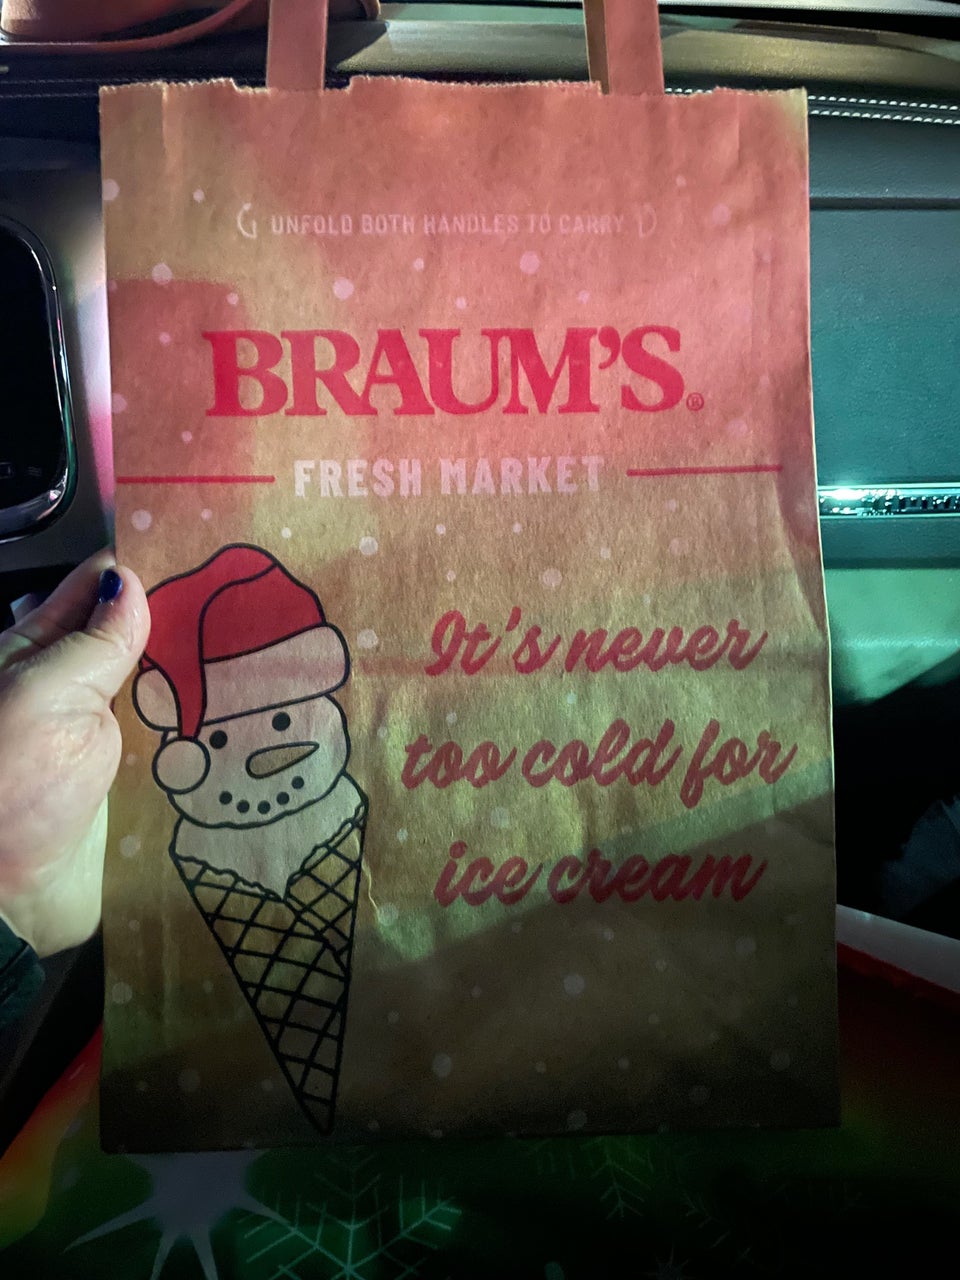 UNFOLD BOTH HANDLES TO CARRY
BRAUM'S®
FRESH MARKET
It's never
too cold for
ice cream